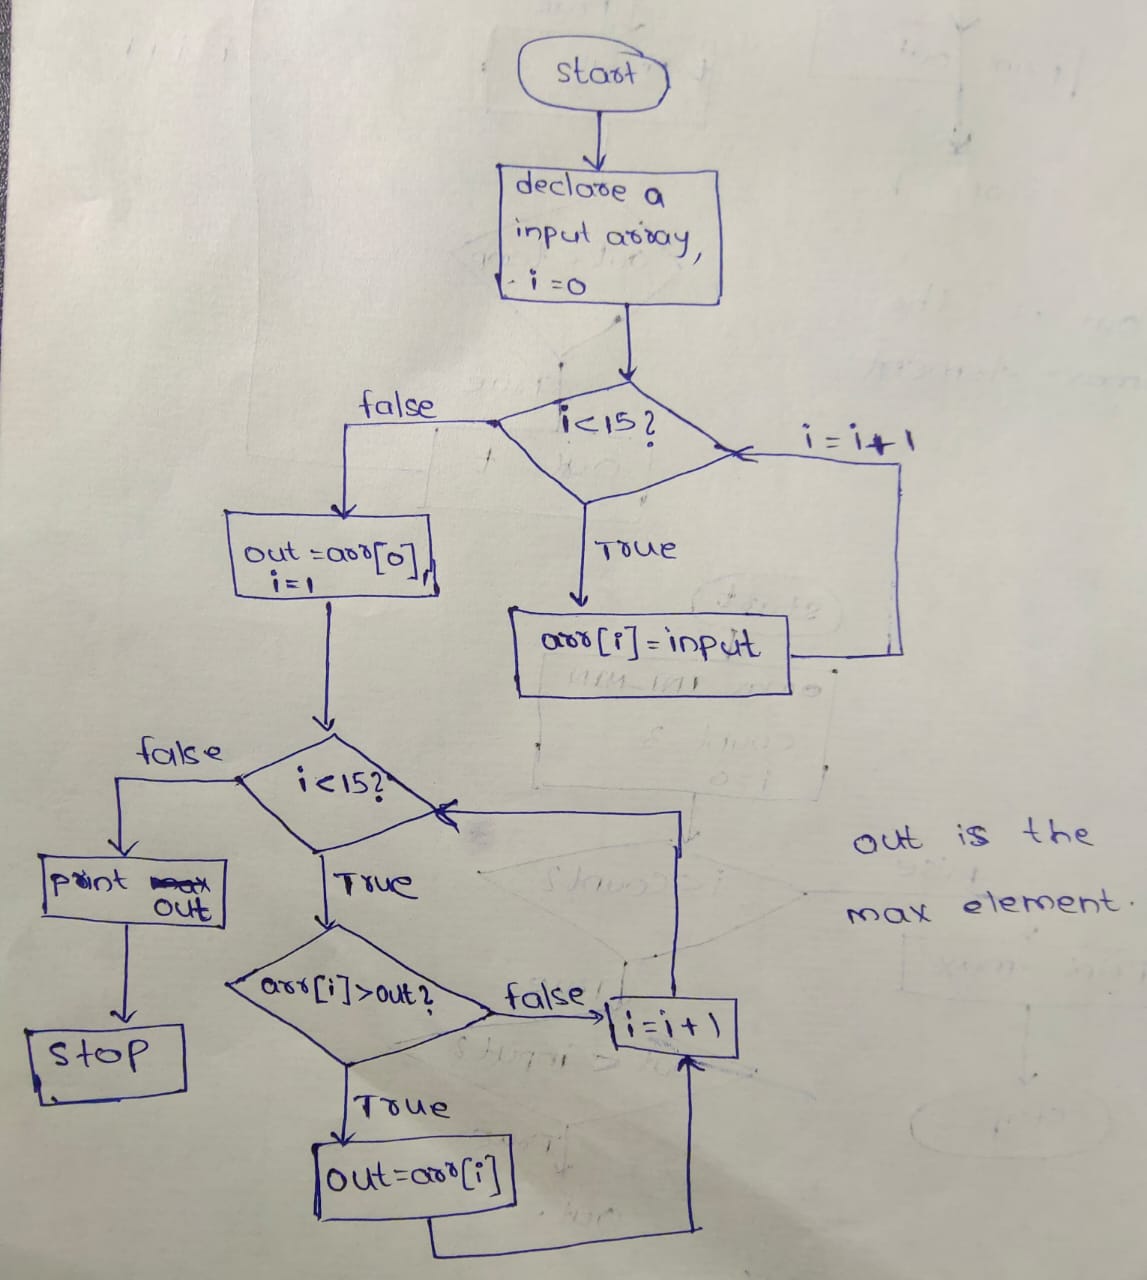 start
declare a
input array,
i=0
i<15?
false
i=i+1
True
out=arr[0],
i=1
arr[i]=input
i<15?
false
True
print max
out
stop
arr[i]>out?
false
i=i+1
True
out=arr[i]
out is the
max element.